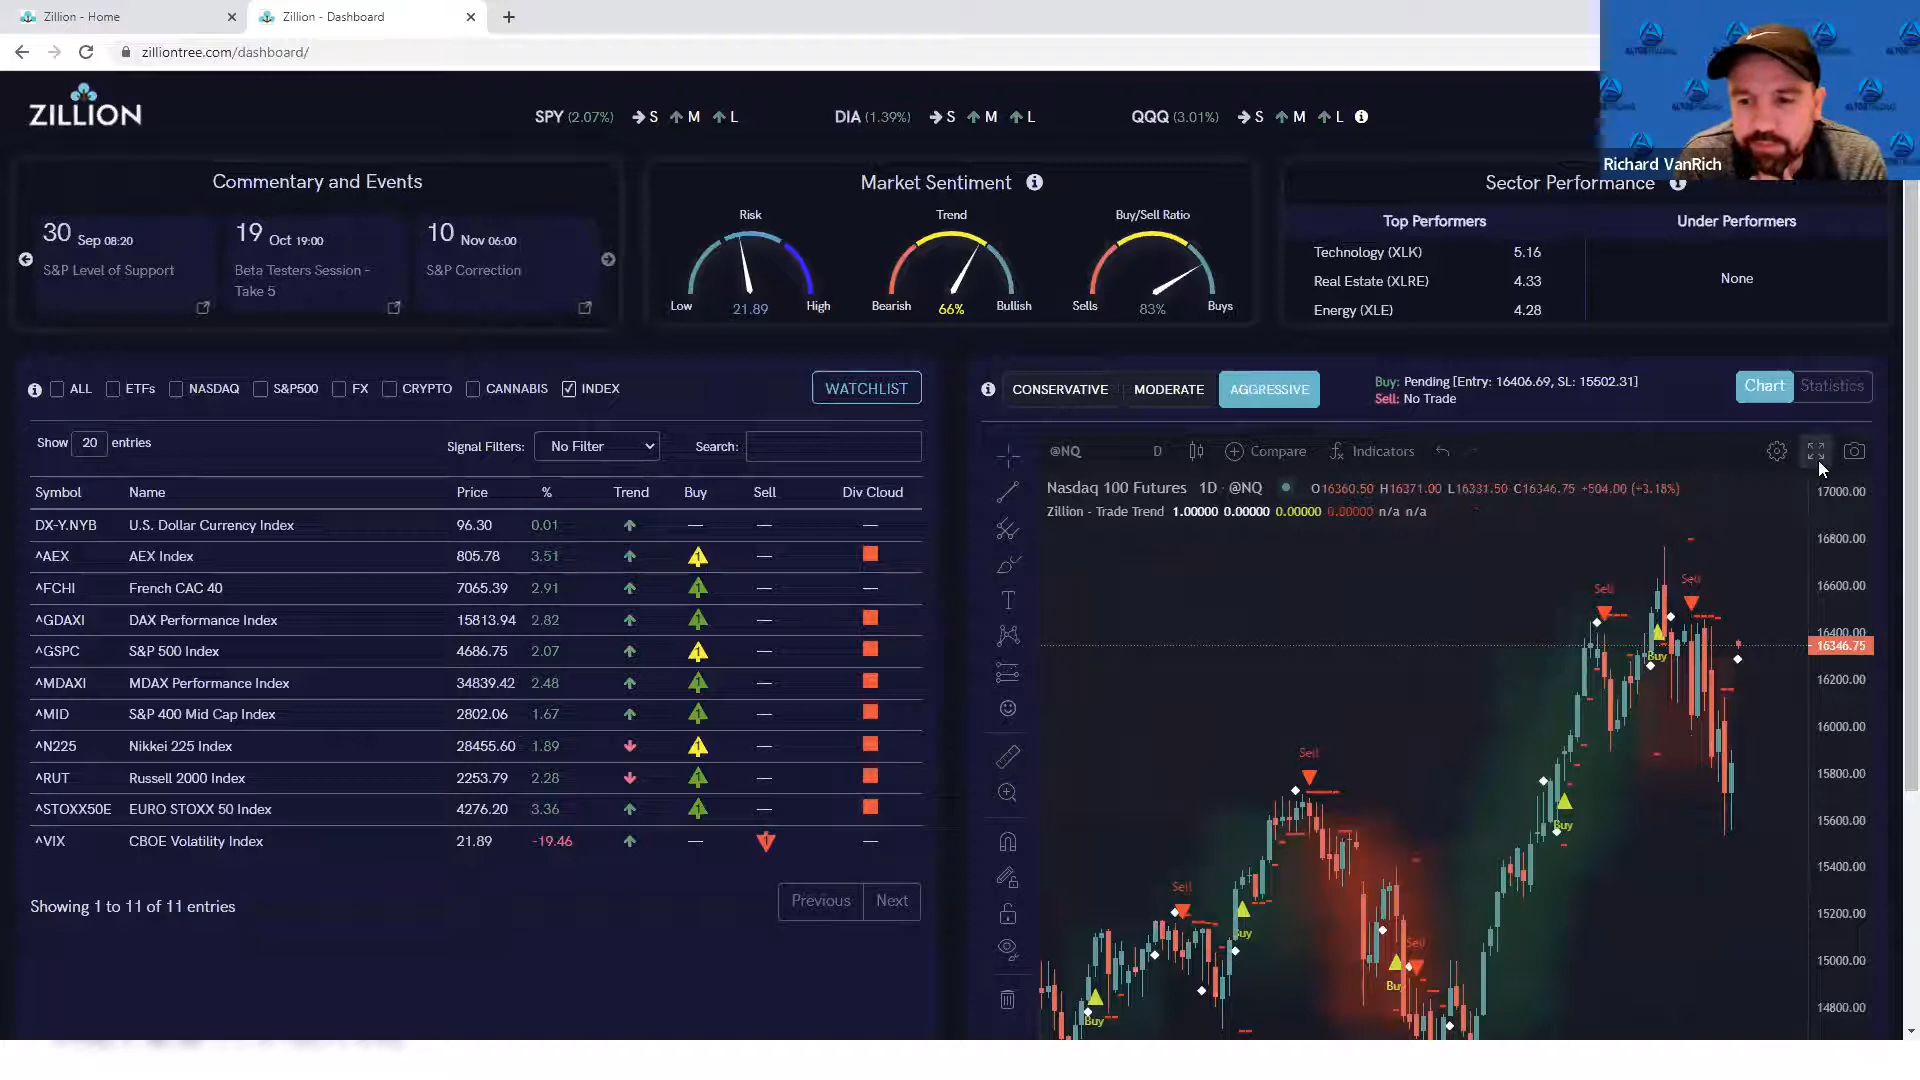 Zillion - Home
Zillion - Dashboard
zilliontree.com/dashboard/
ZILLION
SPY (2.07%) S M L
DIA (1.39%) S M L
QQQ (3.01%) S M L
Richard VanRich
Commentary and Events
30 Sep 08:20
S&P Level of Support
19 Oct 19:00
Beta Testers Session -
Take 5
10 Nov 06:00
S&P Correction
Market Sentiment
Risk
Low 21.89 High
Trend
Bearish 66% Bullish
Buy/Sell Ratio
Sells 83% Buys
Sector Performance
Top Performers Under Performers
Technology (XLK) 5.16
Real Estate (XLRE) 4.33
Energy (XLE) 4.28
None
ALL ETFs NASDAQ S&P500 FX CRYPTO CANNABIS INDEX
WATCHLIST
Show 20 entries
Signal Filters: No Filter
Search:
Symbol Name Price % Trend Buy Sell Div Cloud
DX-Y.NYB U.S. Dollar Currency Index 96.30 0.01
^AEX AEX Index 805.78 3.51 1
^FCHI French CAC 40 7065.39 2.91 1
^GDAXI DAX Performance Index 15813.94 2.82 1
^GSPC S&P 500 Index 4686.75 2.07 1
^MDAXI MDAX Performance Index 34839.42 2.48 1
^MID S&P 400 Mid Cap Index 2802.06 1.67 1
^N225 Nikkei 225 Index 28455.60 1.89 1
^RUT Russell 2000 Index 2253.79 2.28 1
^STOXX50E EURO STOXX 50 Index 4276.20 3.36 1
^VIX CBOE Volatility Index 21.89 -19.46 1
Showing 1 to 11 of 11 entries
Previous Next
CONSERVATIVE MODERATE AGGRESSIVE
Buy: Pending [Entry: 16406.69, SL: 15502.31]
Sell: No Trade
Chart Statistics
@NQ D Compare Indicators
Nasdaq 100 Futures 1D · @NQ O16360.50 H16371.00 L16331.50 C16346.75 +504.00 (+3.18%)
Zillion - Trade Trend 1.00000 0.00000 0.00000 0.00000 n/a n/a
17000.00
16800.00
16600.00
16400.00
16346.75
16200.00
16000.00
15800.00
15600.00
15400.00
15200.00
15000.00
14800.00
Sell
Sell
Buy
Sell
Buy
Sell
Sell
Buy